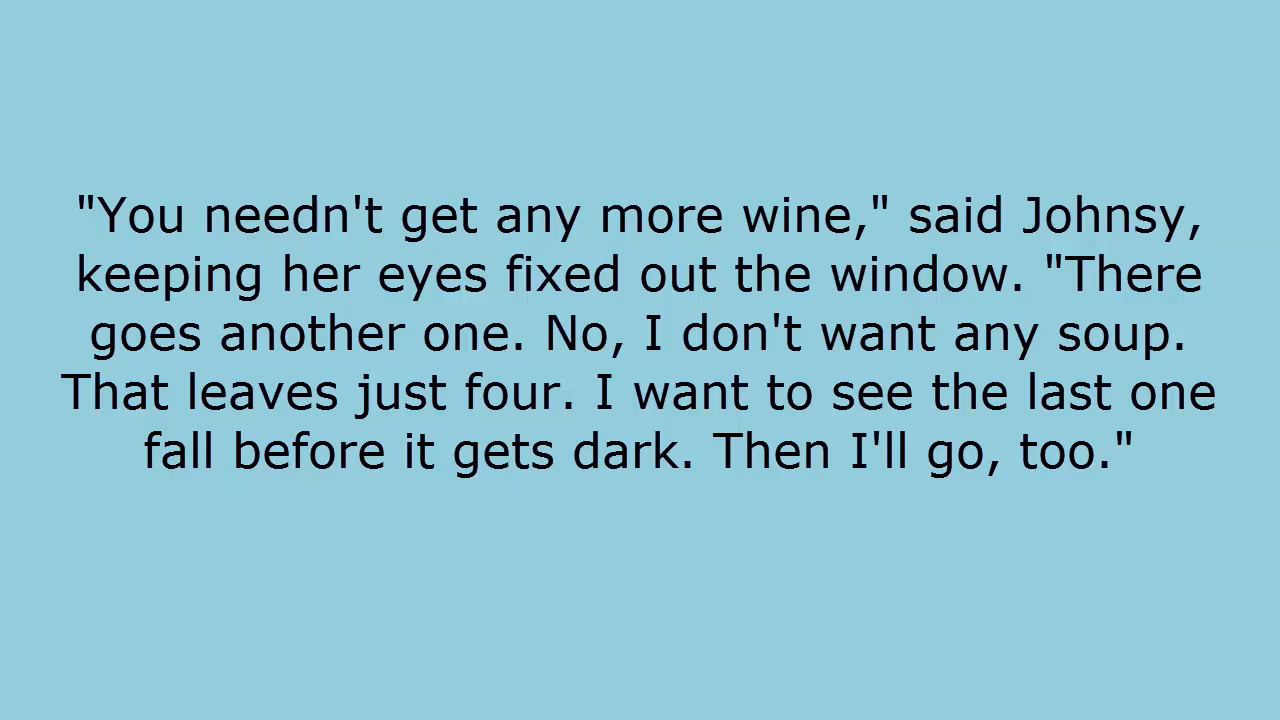 "You needn't get any more wine," said Johnsy,
keeping her eyes fixed out the window. "There
goes another one. No, I don't want any soup.
That leaves just four. I want to see the last one
fall before it gets dark. Then I'll go, too."